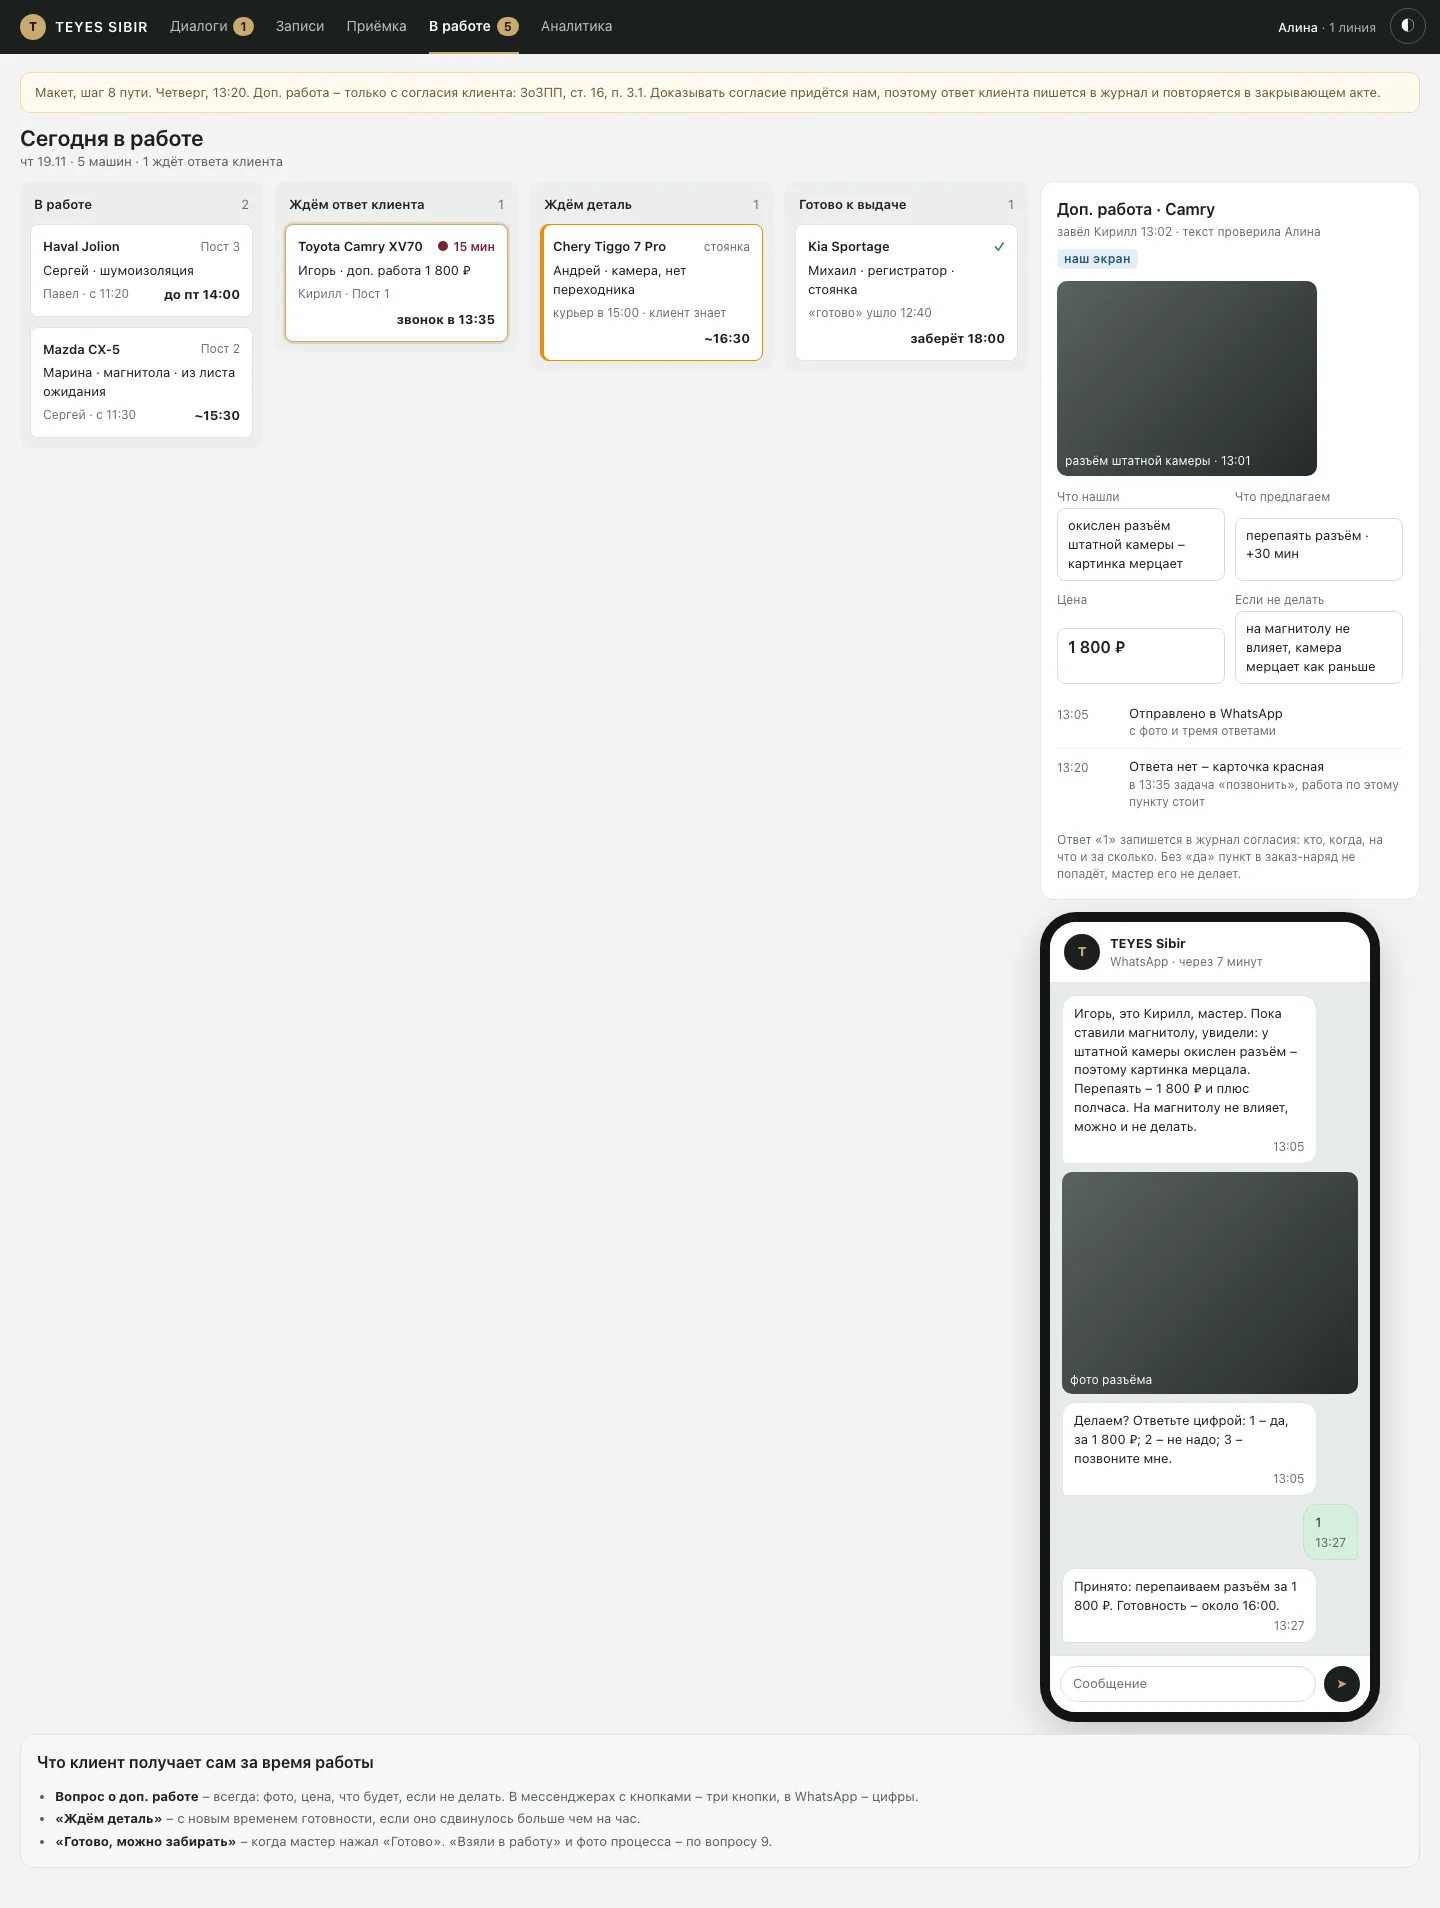 T TEYES SIBIR Диалоги 1 Записи Приёмка В работе 5 Аналитика Алина · 1 линия
Макет, шаг 8 пути. Четверг, 13:20. Доп. работа – только с согласия клиента: ЗоЗПП, ст. 16, п. 3.1. Доказывать согласие придётся нам, поэтому ответ клиента пишется в журнал и повторяется в закрывающем акте.
Сегодня в работе
чт 19.11 · 5 машин · 1 ждёт ответа клиента
В работе 2
Haval Jolion Пост 3
Сергей · шумоизоляция
Павел · с 11:20 до пт 14:00
Mazda CX-5 Пост 2
Марина · магнитола · из листа
ожидания
Сергей · с 11:30 ~15:30
Ждём ответ клиента 1
Toyota Camry XV70 15 мин
Игорь · доп. работа 1 800 ₽
Кирилл · Пост 1
звонок в 13:35
Ждём деталь 1
Chery Tiggo 7 Pro стоянка
Андрей · камера, нет
переходника
курьер в 15:00 · клиент знает
~16:30
Готово к выдаче 1
Kia Sportage ✓
Михаил · регистратор ·
стоянка
«готово» ушло 12:40
заберёт 18:00
Доп. работа · Camry
завёл Кирилл 13:02 · текст проверила Алина
наш экран
разъём штатной камеры · 13:01
Что нашли
окислен разъём
штатной камеры –
картинка мерцает
Что предлагаем
перепаять разъём ·
+30 мин
Цена
1 800 ₽
Если не делать
на магнитолу не
влияет, камера
мерцает как раньше
13:05 Отправлено в WhatsApp
с фото и тремя ответами
13:20 Ответа нет – карточка красная
в 13:35 задача «позвонить», работа по этому
пункту стоит
Ответ «1» запишется в журнал согласия: кто, когда, на
что и за сколько. Без «да» пункт в заказ-наряд не
попадёт, мастер его не делает.
T TEYES Sibir
WhatsApp · через 7 минут
Игорь, это Кирилл, мастер. Пока
ставили магнитолу, увидели: у
штатной камеры окислен разъём –
поэтому картинка мерцала.
Перепаять – 1 800 ₽ и плюс
полчаса. На магнитолу не влияет,
можно и не делать.
13:05
фото разъёма
Делаем? Ответьте цифрой: 1 – да,
за 1 800 ₽; 2 – не надо; 3 –
позвоните мне.
13:05
1
13:27
Принято: перепаиваем разъём за 1
800 ₽. Готовность – около 16:00.
13:27
Сообщение
Что клиент получает сам за время работы
• Вопрос о доп. работе – всегда: фото, цена, что будет, если не делать. В мессенджерах с кнопками – три кнопки, в WhatsApp – цифры.
• «Ждём деталь» – с новым временем готовности, если оно сдвинулось больше чем на час.
• «Готово, можно забирать» – когда мастер нажал «Готово». «Взяли в работу» и фото процесса – по вопросу 9.